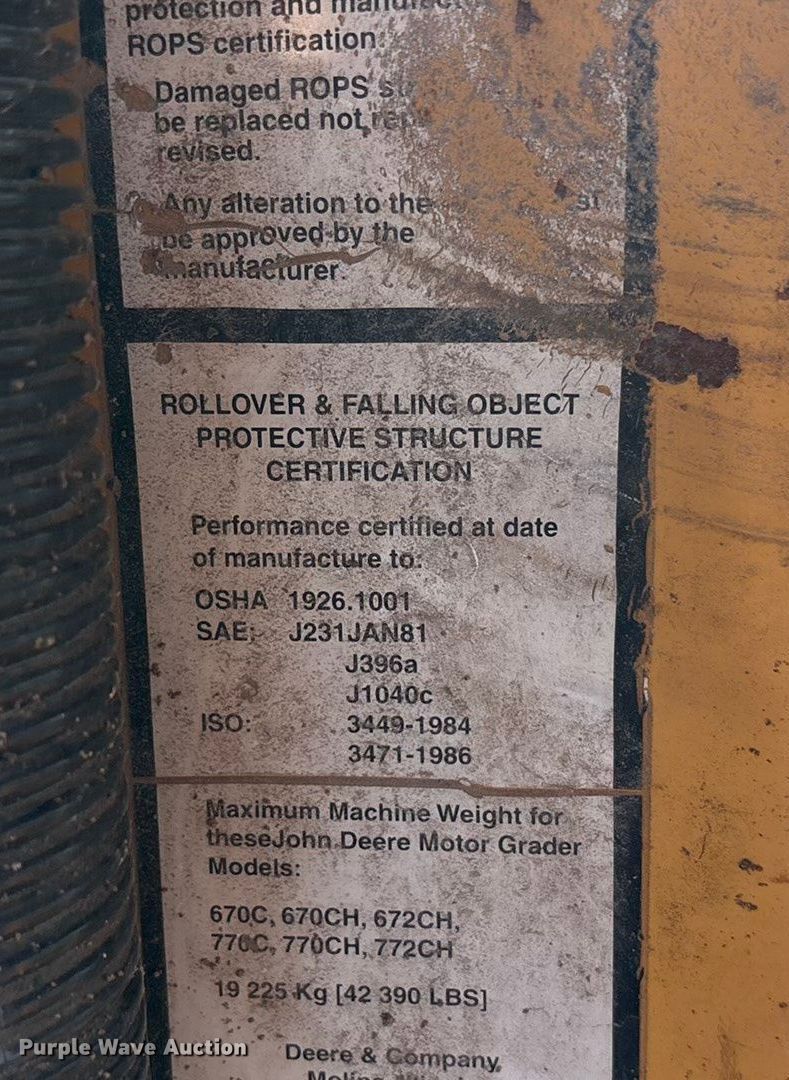 protection and
ROPS certification.
Damaged ROPS
be replaced not
revised.
Any alteration to the
be approved by the
manufacturer.
ROLLOVER & FALLING OBJECT
PROTECTIVE STRUCTURE
CERTIFICATION
Performance certified at date
of manufacture to:
OSHA 1926.1001
SAE: J231JAN81
J396a
J1040c
ISO: 3449-1984
3471-1986
Maximum Machine Weight for
theseJohn Deere Motor Grader
Models:
670C, 670CH, 672CH,
770C, 770CH, 772CH
19 225 Kg [42 390 LBS]
Purple Wave Auction
Deere & Company,
Moline